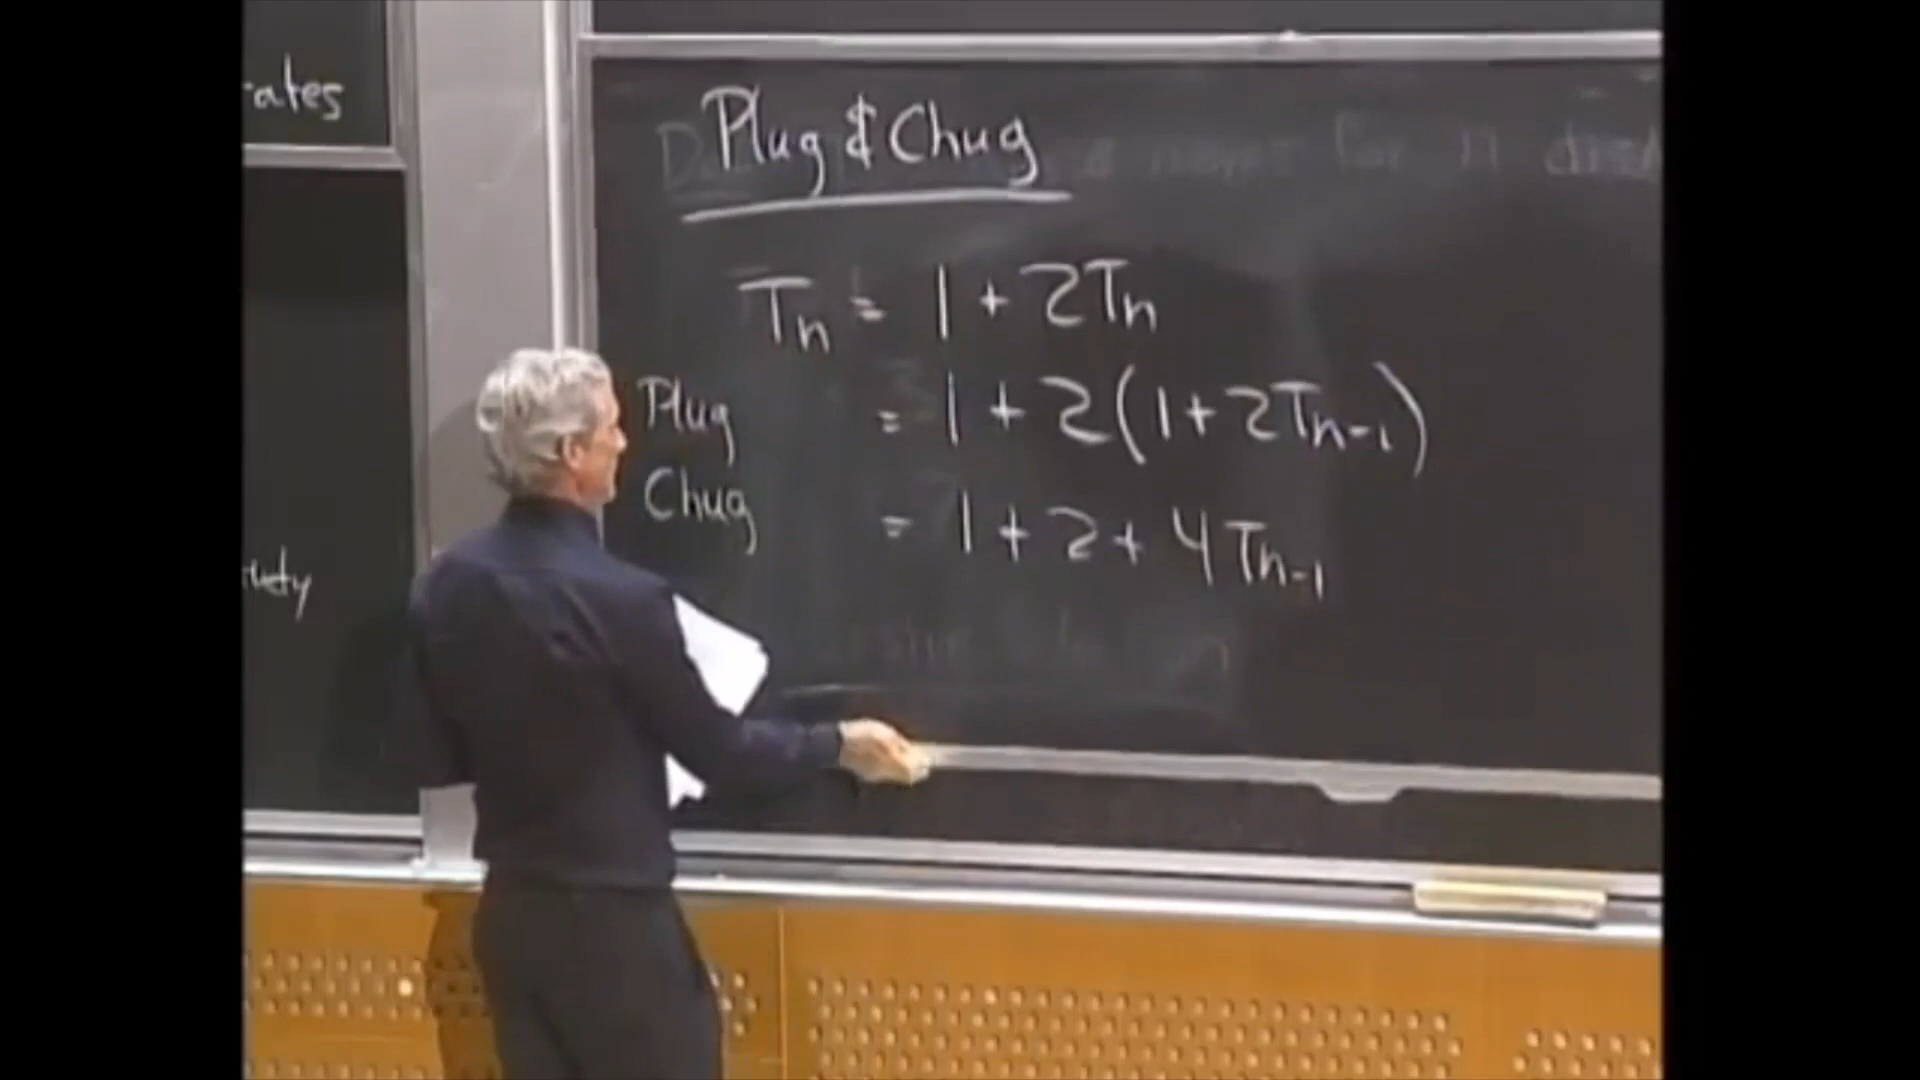 Plug & Chug
Tn = 1 + 2Tn
Plug = 1 + 2(1+2Tn-1)
Chug = 1 + 2 + 4Tn-1